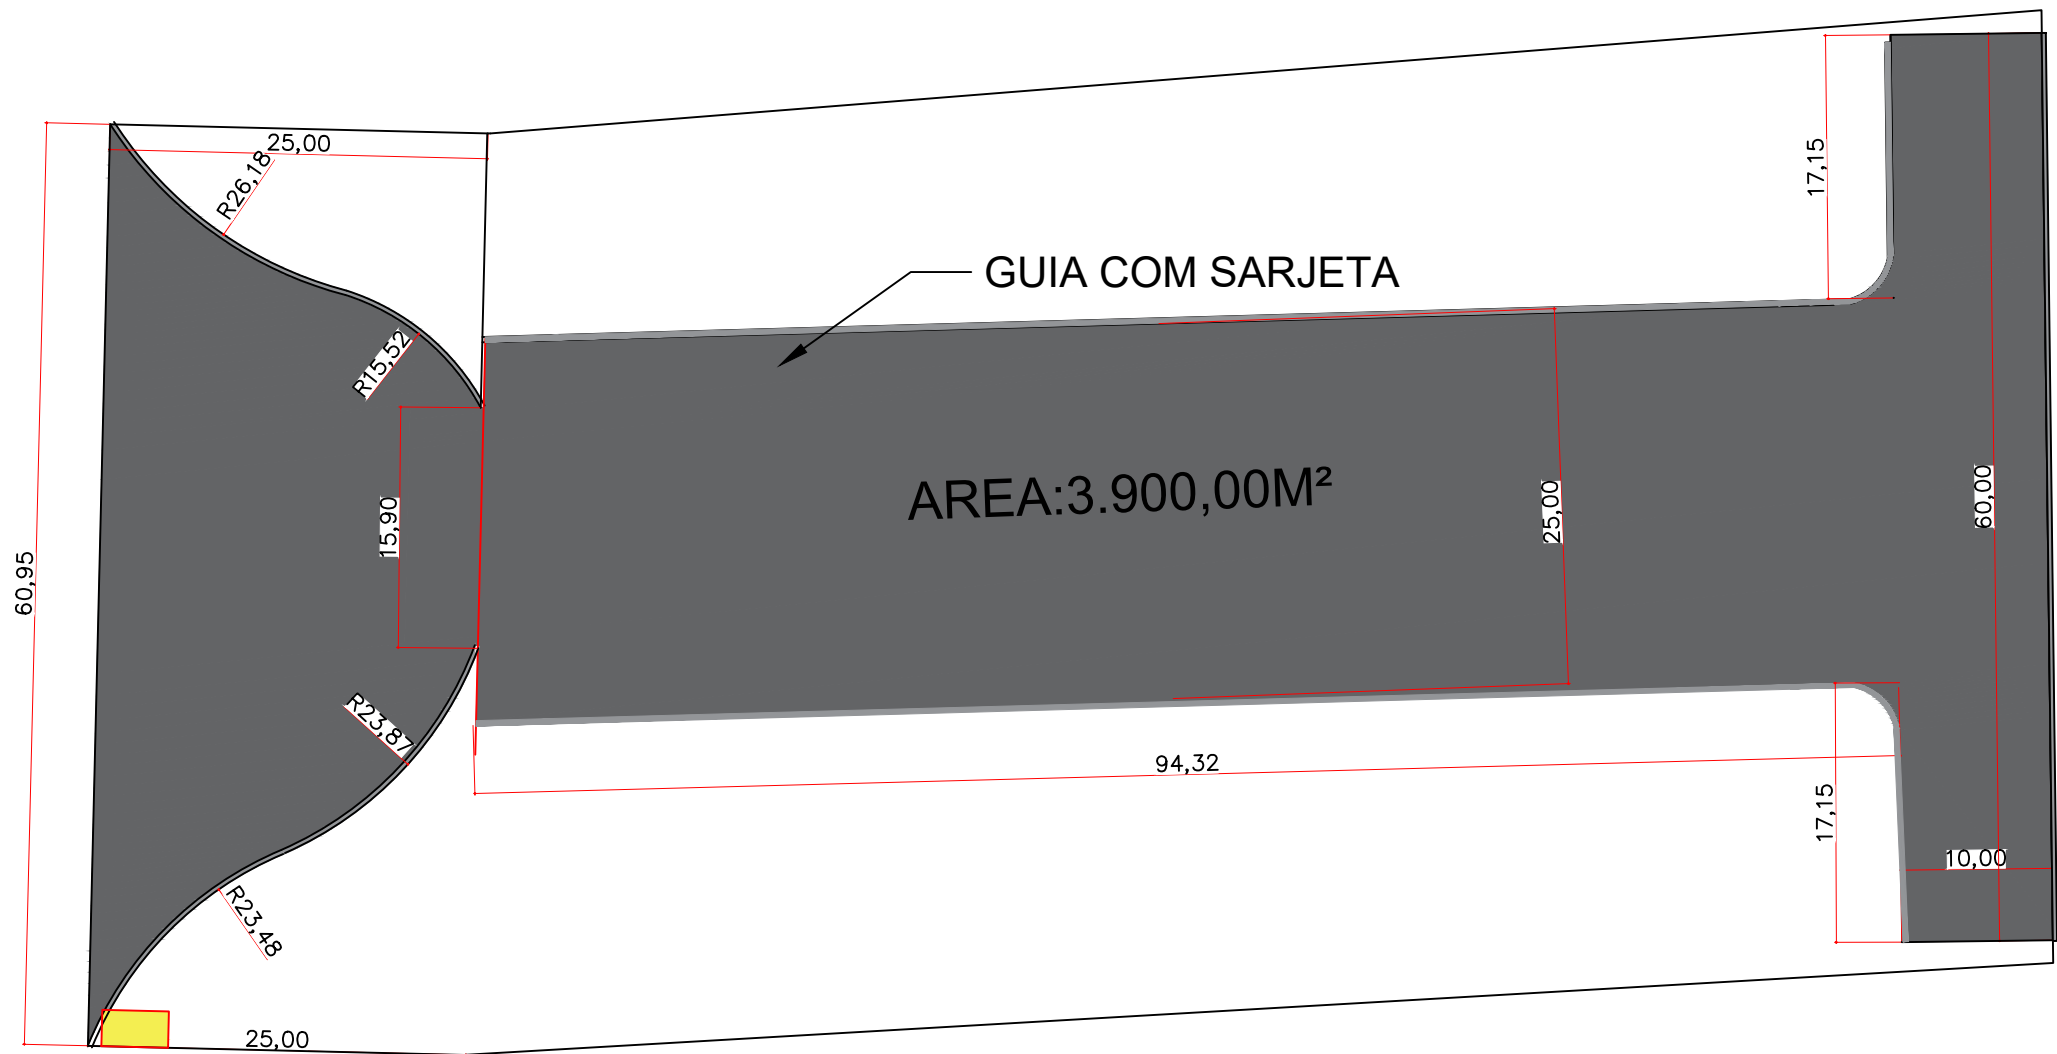 25,00
R26,18
17,15
GUIA COM SARJETA
R15,52
AREA:3.900,00M²
15,90
25,00
60,00
60,95
R23,87
94,32
17,15
10,00
R23,48
25,00